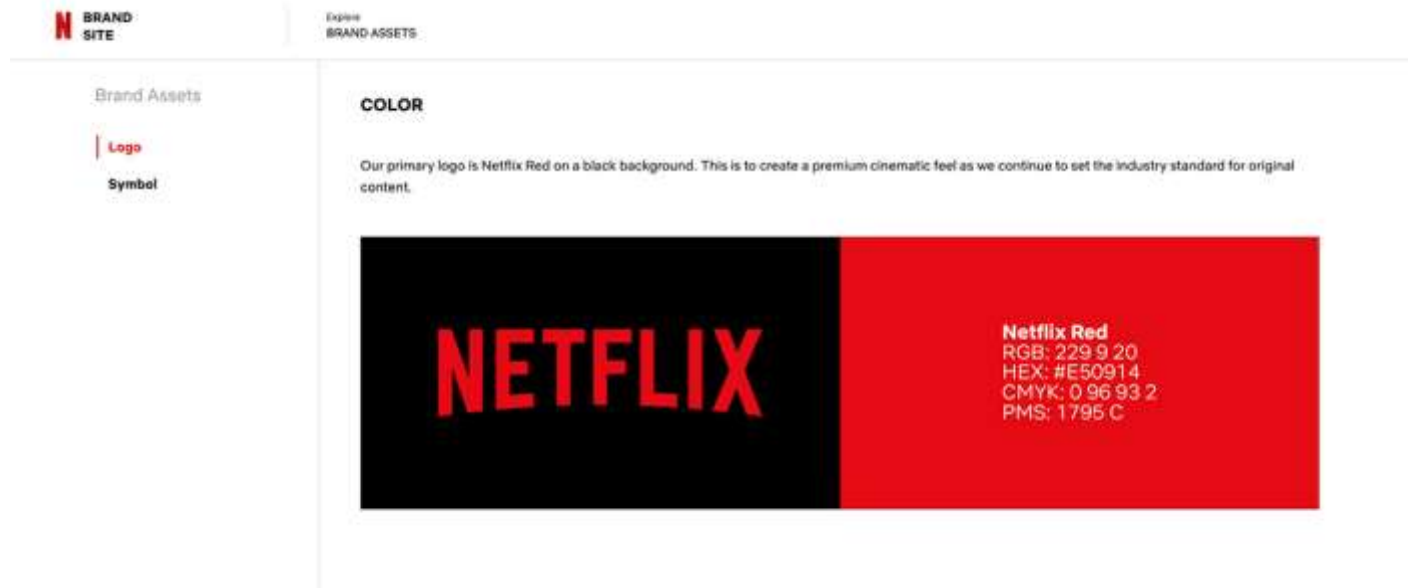 N BRAND
SITE
Explore
BRAND ASSETS
Brand Assets
Logo
Symbol
COLOR
Our primary logo is Netflix Red on a black background. This is to create a premium cinematic feel as we continue to set the industry standard for original
content.
NETFLIX
Netflix Red
RGB: 229 9 20
HEX: #E50914
CMYK: 0 96 93 2
PMS: 1795 C